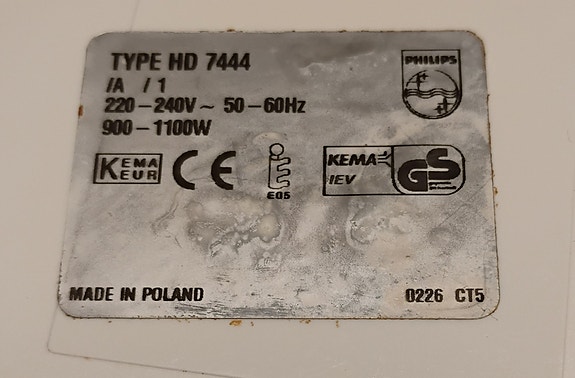 TYPE HD 7444
/A / 1
220-240V~ 50-60Hz
900-1100W
PHILIPS
KEMA
KEUR
CE
E05
KEMA
IEV
GS
MADE IN POLAND
0226 CT5